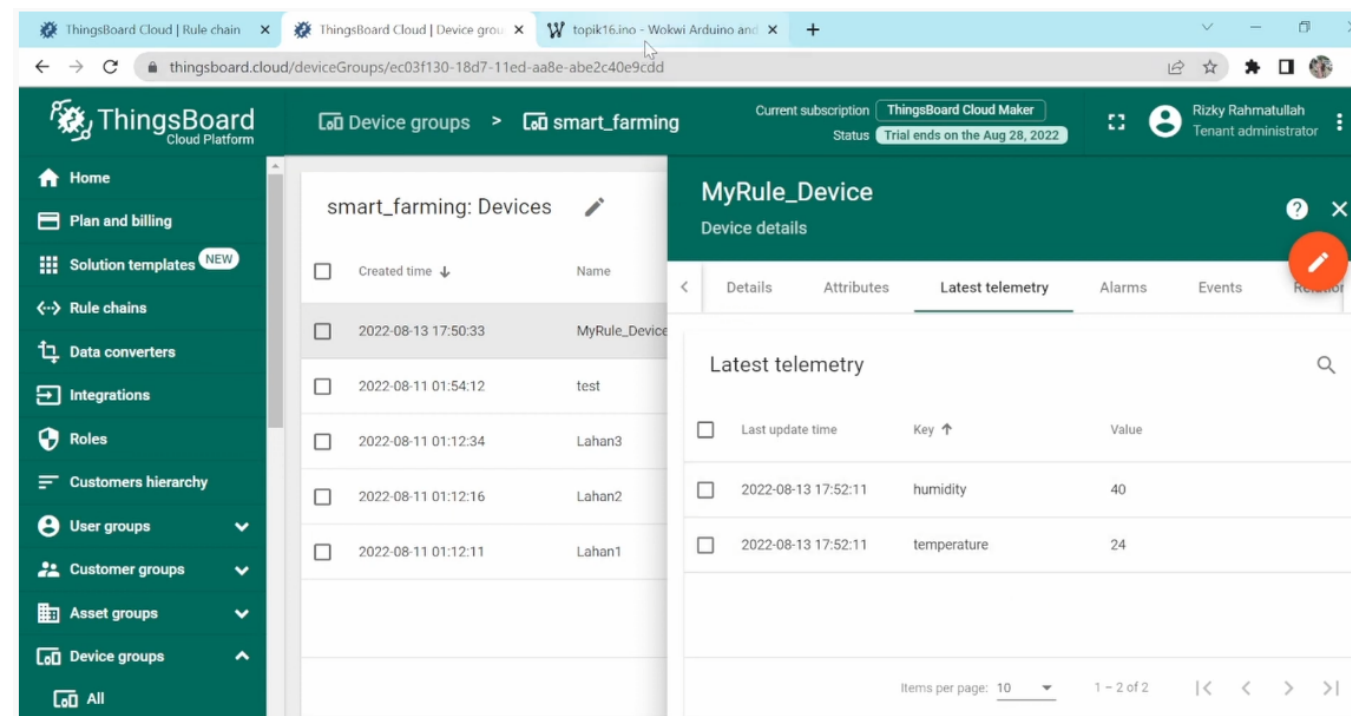 ThingsBoard Cloud | Rule chain
ThingsBoard Cloud | Device grou
topik16.ino - Wokwi Arduino and
thingsboard.cloud/deviceGroups/ec03f130-18d7-11ed-aa8e-abe2c40e9cdd
ThingsBoard
Cloud Platform
Device groups > smart_farming
Current subscription ThingsBoard Cloud Maker
Status Trial ends on the Aug 28, 2022
Rizky Rahmatullah
Tenant administrator
Home
Plan and billing
Solution templates NEW
Rule chains
Data converters
Integrations
Roles
Customers hierarchy
User groups
Customer groups
Asset groups
Device groups
All
smart_farming: Devices
Created time Name
2022-08-13 17:50:33 MyRule_Device
2022-08-11 01:54:12 test
2022-08-11 01:12:34 Lahan3
2022-08-11 01:12:16 Lahan2
2022-08-11 01:12:11 Lahan1
MyRule_Device
Device details
Details Attributes Latest telemetry Alarms Events
Latest telemetry
Last update time Key Value
2022-08-13 17:52:11 humidity 40
2022-08-13 17:52:11 temperature 24
Items per page: 10 1 – 2 of 2